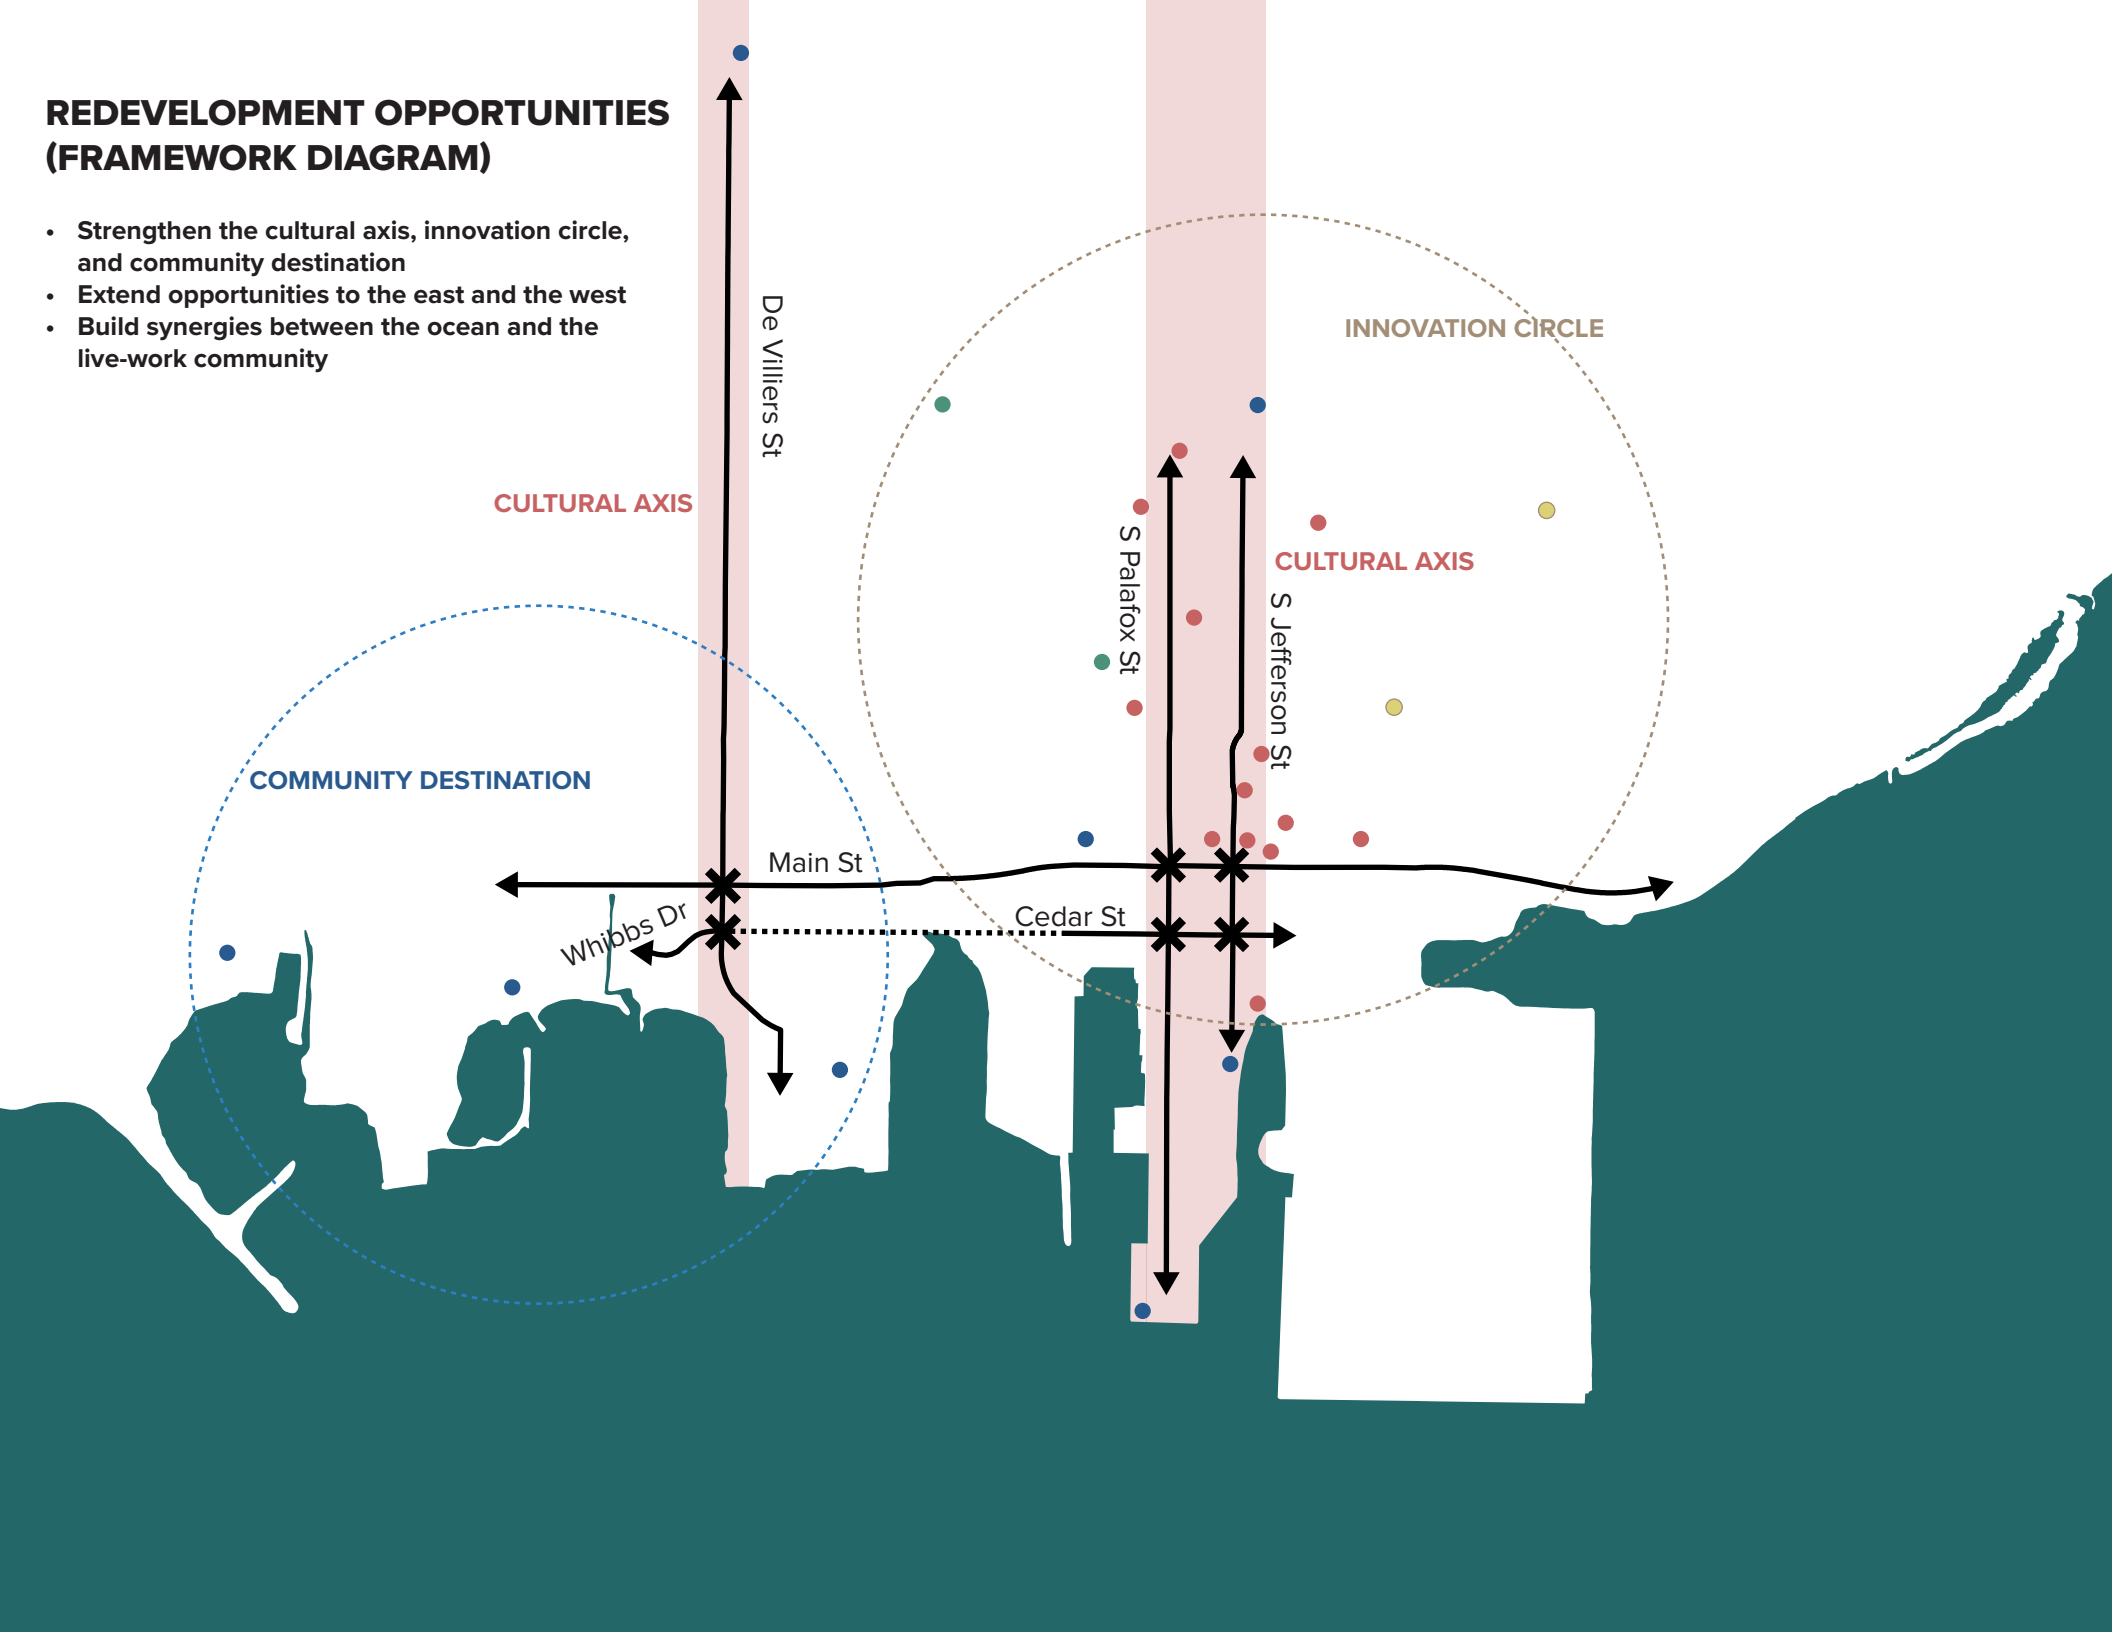 REDEVELOPMENT OPPORTUNITIES
(FRAMEWORK DIAGRAM)
• Strengthen the cultural axis, innovation circle,
and community destination
• Extend opportunities to the east and the west
• Build synergies between the ocean and the
live-work community
De Villiers St
INNOVATION CIRCLE
CULTURAL AXIS
S Palafox St
CULTURAL AXIS
S Jefferson St
COMMUNITY DESTINATION
Main St
Whibbs Dr
Cedar St